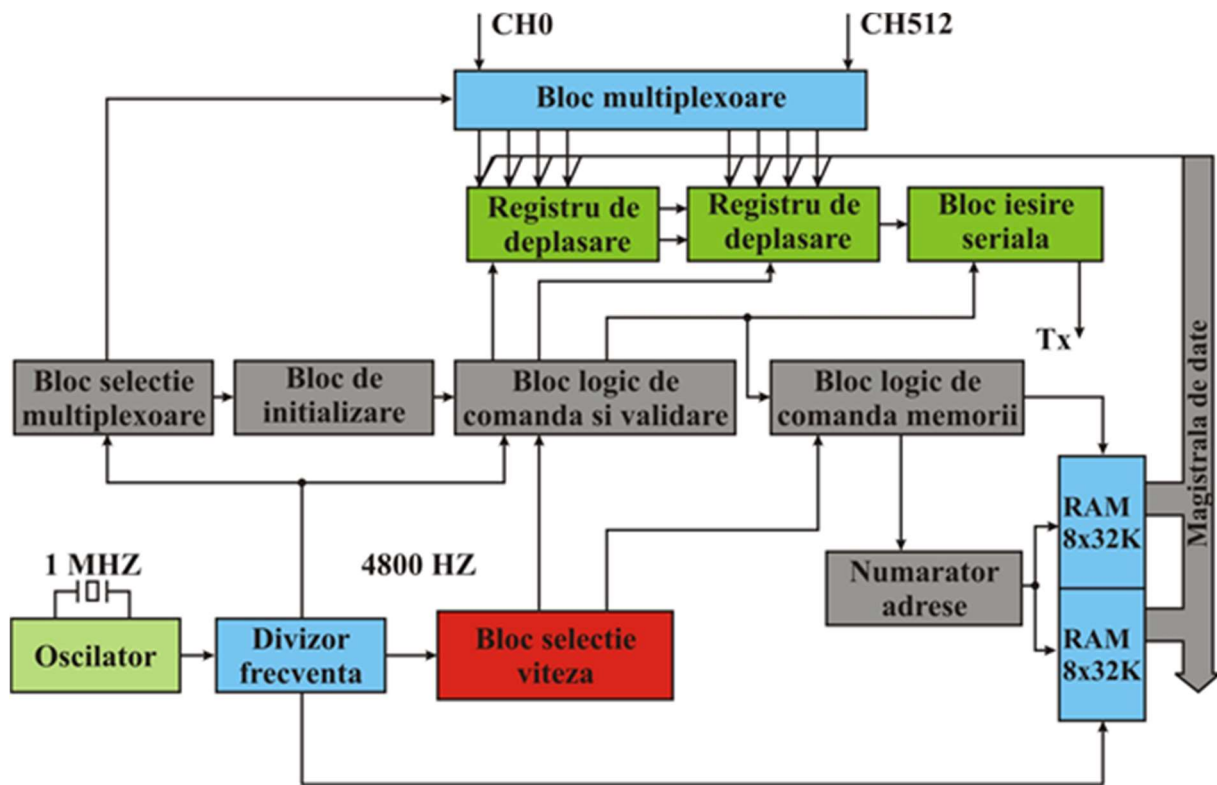 CH0
CH512
Bloc multiplexoare
Registru de
deplasare
Registru de
deplasare
Bloc iesire
seriala
Tx
Bloc selectie
multiplexoare
Bloc de
initializare
Bloc logic de
comanda si validare
Bloc logic de
comanda memorii
Magistrala de date
RAM
8x32K
1 MHZ
4800 HZ
Numarator
adrese
Oscilator
Divizor
frecventa
Bloc selectie
viteza
RAM
8x32K